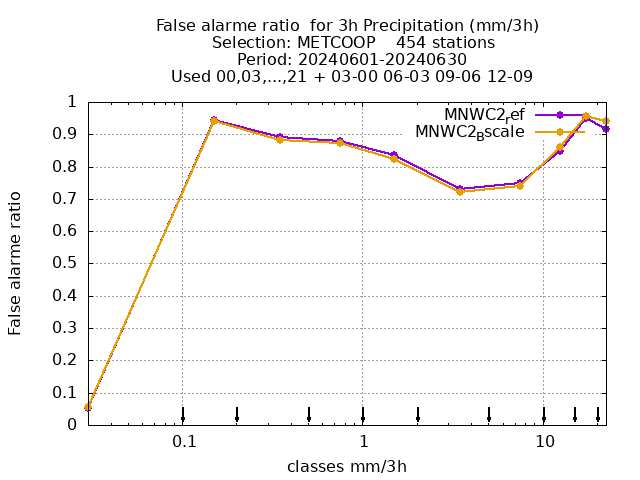 False alarme ratio  for 3h Precipitation (mm/3h)
Selection: METCOOP    454 stations
Period: 20240601-20240630
Used 00,03,...,21 + 03-00 06-03 09-06 12-09
MNWC2_ref
MNWC2_Bscale
1
0.9
0.8
0.7
0.6
0.5
0.4
0.3
0.2
0.1
0
False alarme ratio
0.1
1
10
classes mm/3h